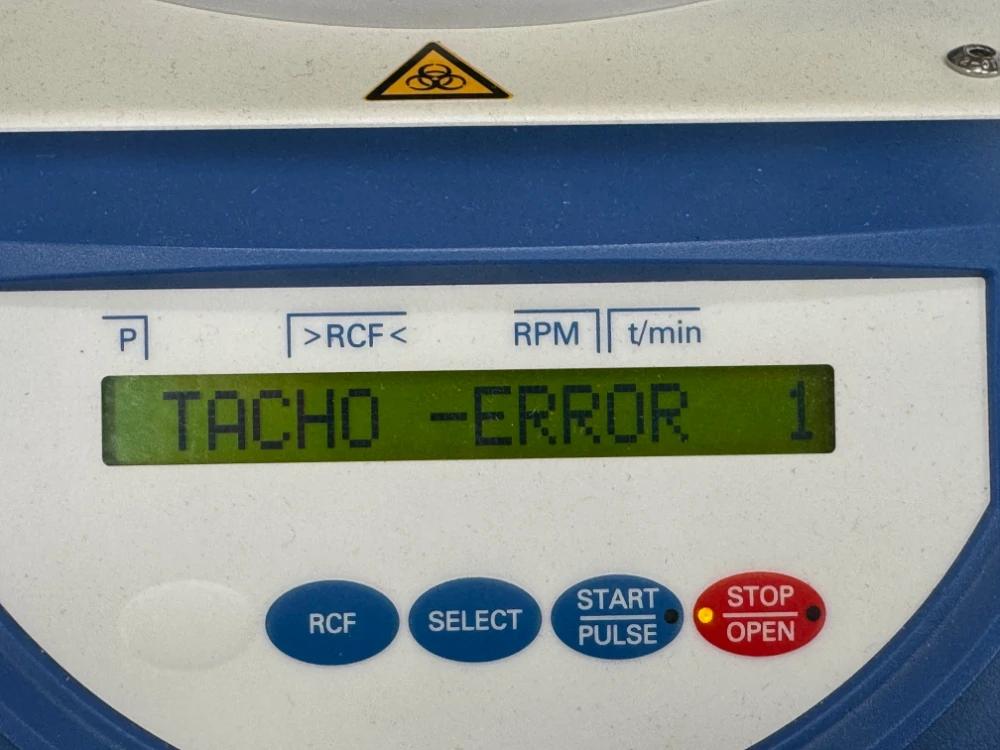 P >RCF< RPM t/min
TACHO -ERROR 1
RCF SELECT START PULSE STOP OPEN